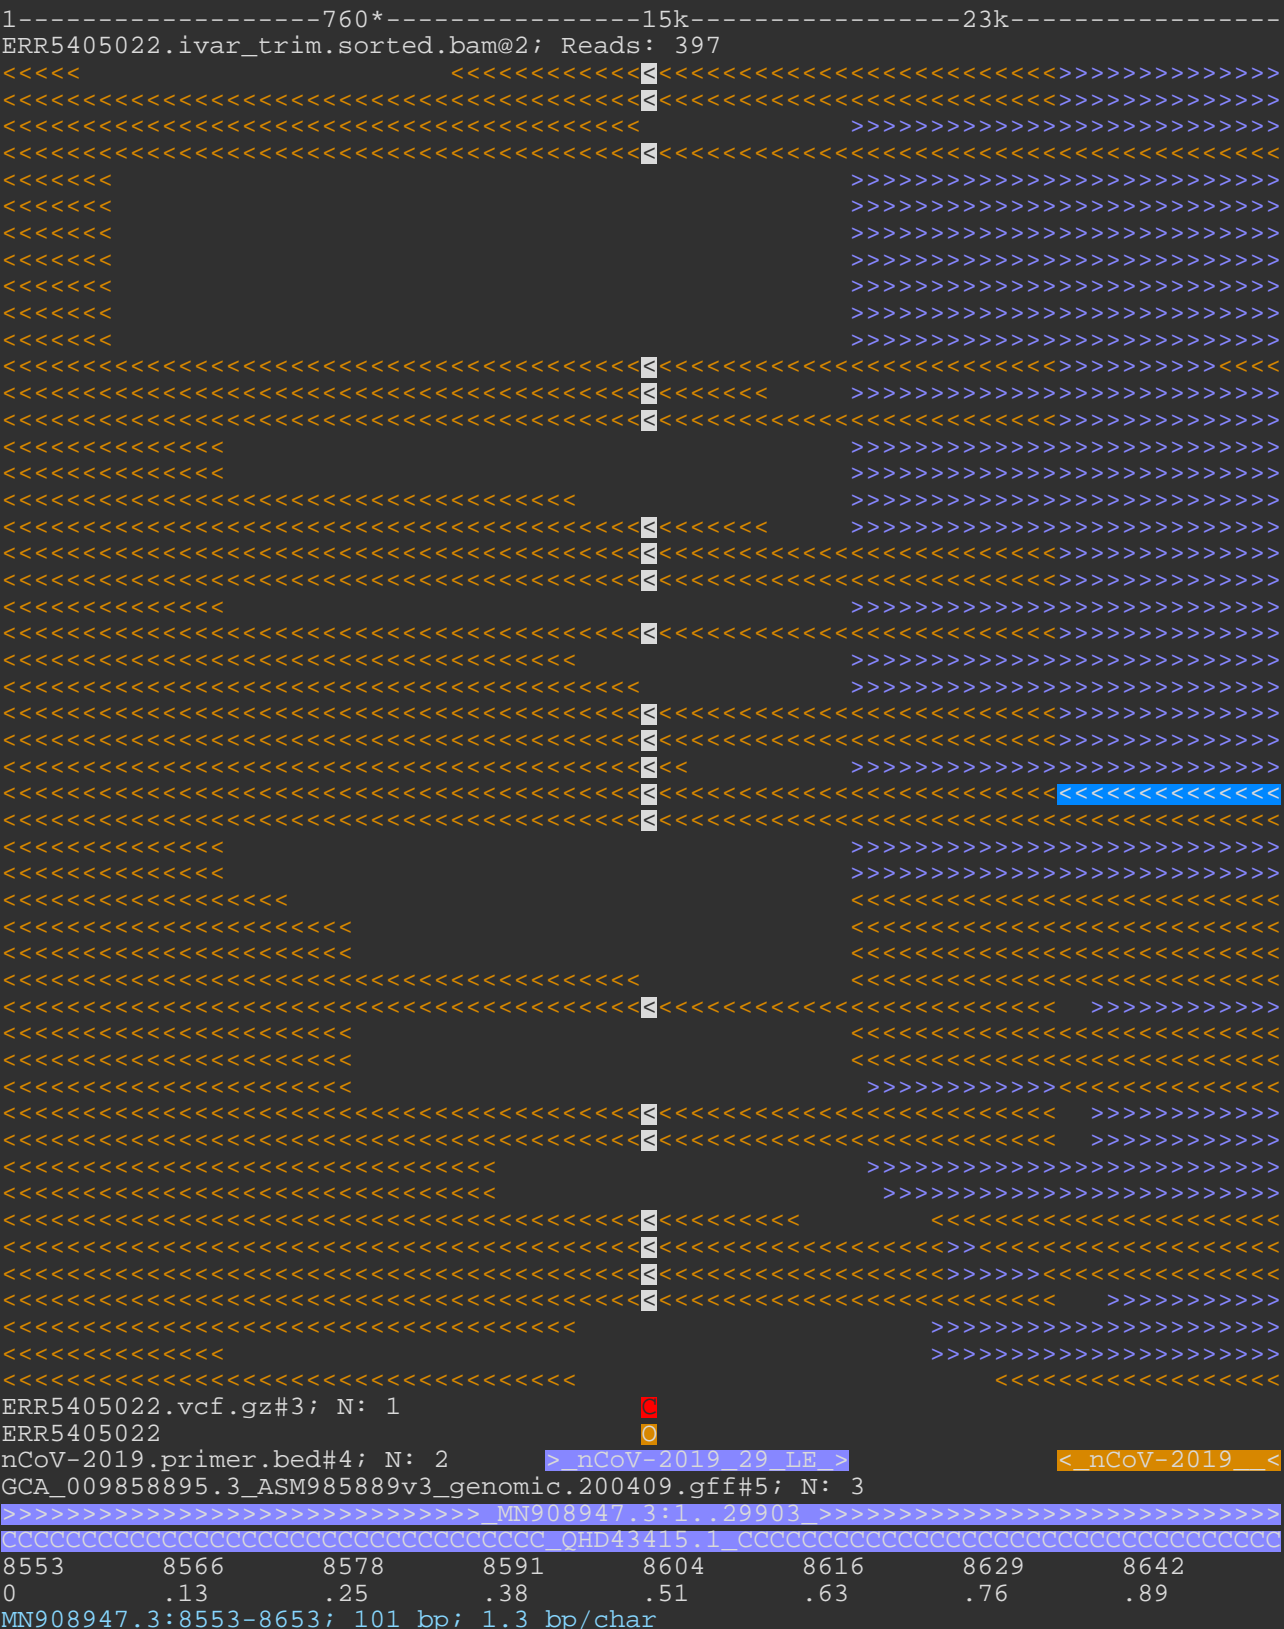 1-------------------760*----------------15k-----------------23k-----------------
ERR5405022.ivar_trim.sorted.bam@2; Reads: 397
ERR5405022.vcf.gz#3; N: 1 C
ERR5405022 O
nCoV-2019.primer.bed#4; N: 2 >_nCoV-2019_29_LE_> <_nCoV-2019__<
GCA_009858895.3_ASM985889v3_genomic.200409.gff#5; N: 3
>>>>>>>>>>>>>>>>>>>>>>>>>>>>>>_MN908947.3:1..29903_>>>>>>>>>>>>>>>>>>>>>>>>>>>>>
CCCCCCCCCCCCCCCCCCCCCCCCCCCCCCCCCC_QHD43415.1_CCCCCCCCCCCCCCCCCCCCCCCCCCCCCCCCCC
8553 8566 8578 8591 8604 8616 8629 8642
0 .13 .25 .38 .51 .63 .76 .89
MN908947.3:8553-8653; 101 bp; 1.3 bp/char